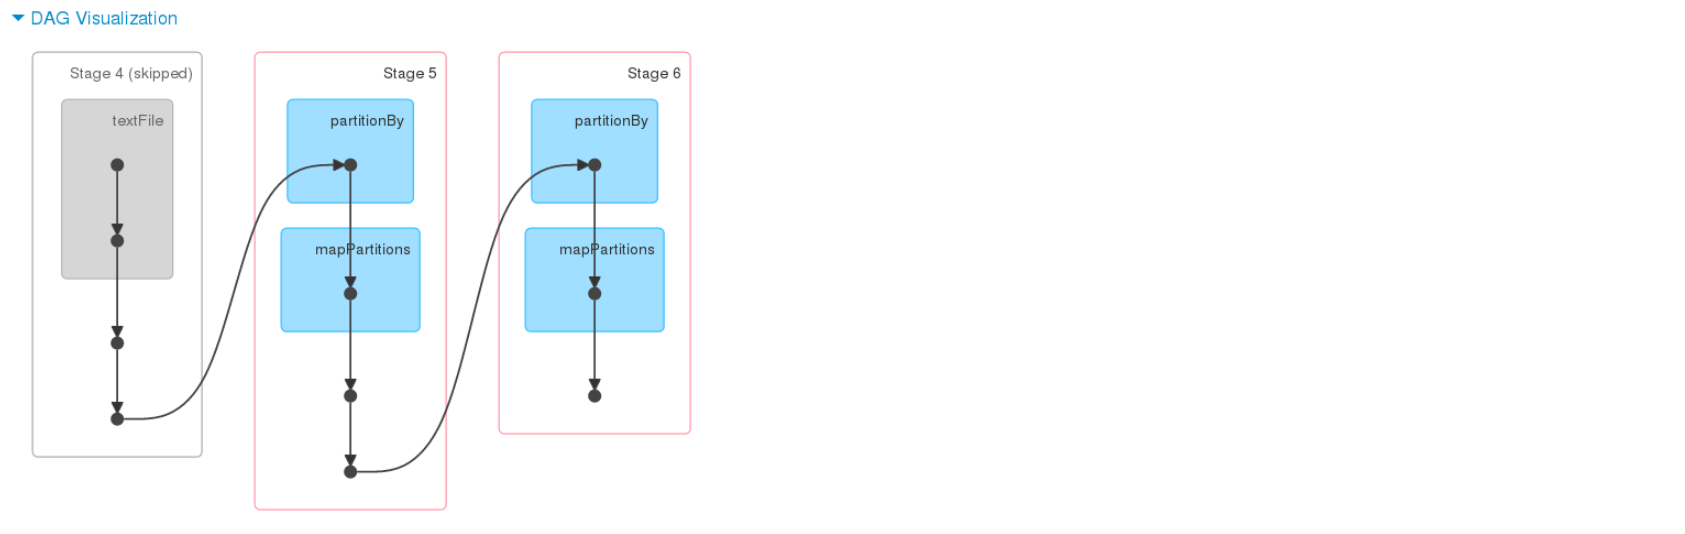 DAG Visualization
Stage 4 (skipped)
textFile
Stage 5
partitionBy
mapPartitions
Stage 6
partitionBy
mapPartitions